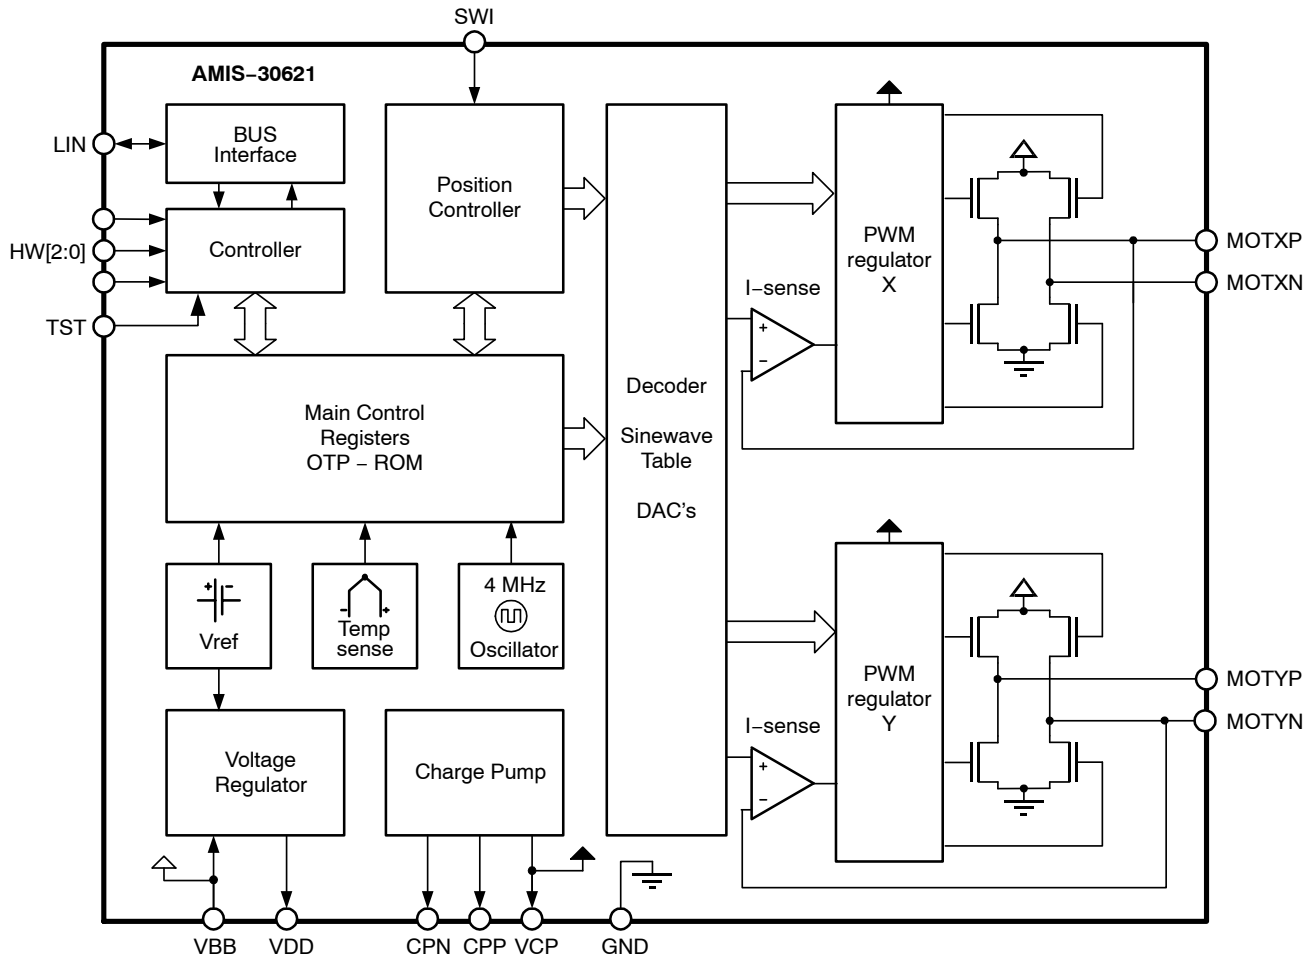 SWI
AMIS−30621
LIN
BUS
Interface
HW[2:0]
Controller
TST
Position
Controller
Main Control
Registers
OTP − ROM
+ −
Vref
− +
Temp
sense
4 MHz
Oscillator
Voltage
Regulator
Charge Pump
Decoder
Sinewave
Table
DAC's
I−sense
+
−
PWM
regulator
X
MOTXP
MOTXN
I−sense
+
−
PWM
regulator
Y
MOTYP
MOTYN
VBB
VDD
CPN
CPP
VCP
GND